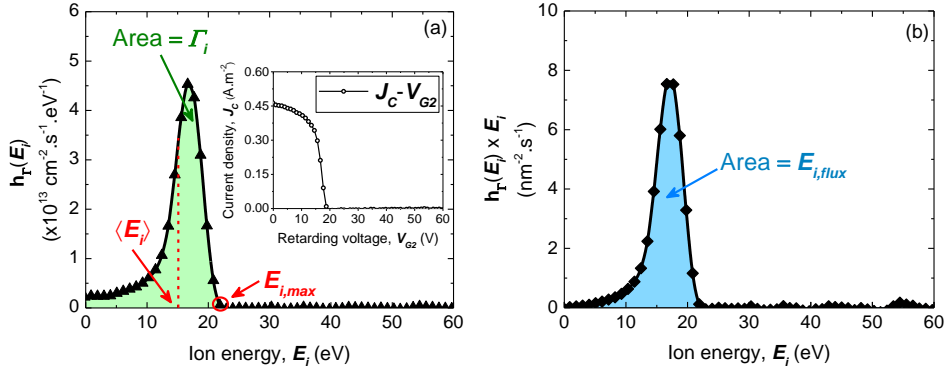 (a)
Area = Γi
hΓ(Ei)
(x10¹³ cm⁻².s⁻¹.eV⁻¹)
6
5
4
3
2
1
0
⟨Ei⟩
Ei,max
0 10 20 30 40 50 60
Ion energy, Ei (eV)
Current density, JC (A.m⁻²)
0.60
0.45
0.30
0.15
0.00
JC-VG2
0 10 20 30 40 50 60
Retarding voltage, VG2 (V)
(b)
hΓ(Ei) x Ei
(nm⁻².s⁻¹)
10
8
6
4
2
0
Area = Ei,flux
0 10 20 30 40 50 60
Ion energy, Ei (eV)